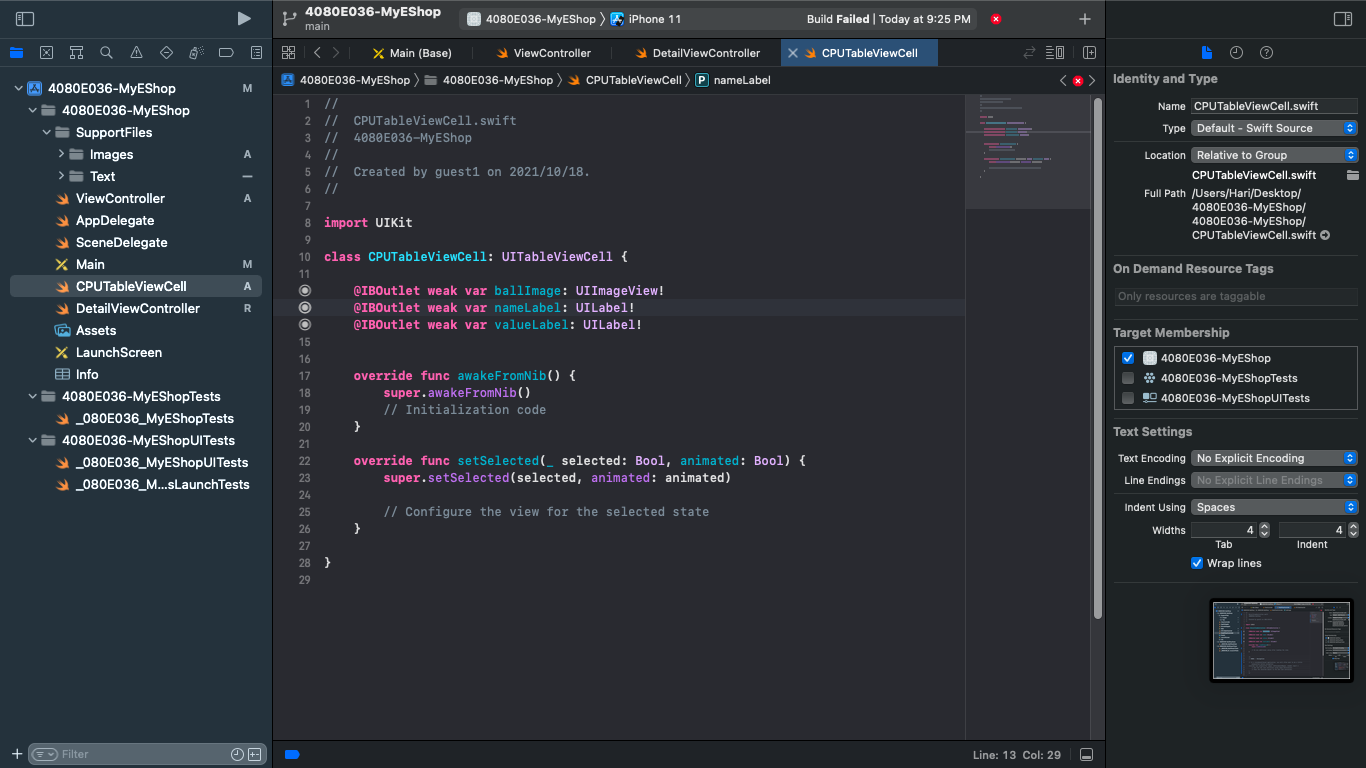 4080E036-MyEShop
main
4080E036-MyEShop
iPhone 11
Build Failed | Today at 9:25 PM
Main (Base)
ViewController
DetailViewController
CPUTableViewCell
4080E036-MyEShop
4080E036-MyEShop
CPUTableViewCell
P nameLabel
4080E036-MyEShop M
4080E036-MyEShop
SupportFiles
Images A
Text
ViewController A
AppDelegate
SceneDelegate
Main M
CPUTableViewCell A
DetailViewController R
Assets
LaunchScreen
Info
4080E036-MyEShopTests
_080E036_MyEShopTests
4080E036-MyEShopUITests
_080E036_MyEShopUITests
_080E036_M...sLaunchTests
Filter
1 //
2 //  CPUTableViewCell.swift
3 //  4080E036-MyEShop
4 //
5 //  Created by guest1 on 2021/10/18.
6 //
7
8 import UIKit
9
10 class CPUTableViewCell: UITableViewCell {
11
@IBOutlet weak var ballImage: UIImageView!
@IBOutlet weak var nameLabel: UILabel!
@IBOutlet weak var valueLabel: UILabel!
15
16
17 override func awakeFromNib() {
18 super.awakeFromNib()
19 // Initialization code
20 }
21
22 override func setSelected(_ selected: Bool, animated: Bool) {
23 super.setSelected(selected, animated: animated)
24
25 // Configure the view for the selected state
26 }
27
28 }
29
Line: 13 Col: 29
Identity and Type
Name CPUTableViewCell.swift
Type Default - Swift Source
Location Relative to Group
CPUTableViewCell.swift
Full Path /Users/Hari/Desktop/
4080E036-MyEShop/
4080E036-MyEShop/
CPUTableViewCell.swift
On Demand Resource Tags
Only resources are taggable
Target Membership
4080E036-MyEShop
4080E036-MyEShopTests
4080E036-MyEShopUITests
Text Settings
Text Encoding No Explicit Encoding
Line Endings No Explicit Line Endings
Indent Using Spaces
Widths 4 4
Tab Indent
Wrap lines